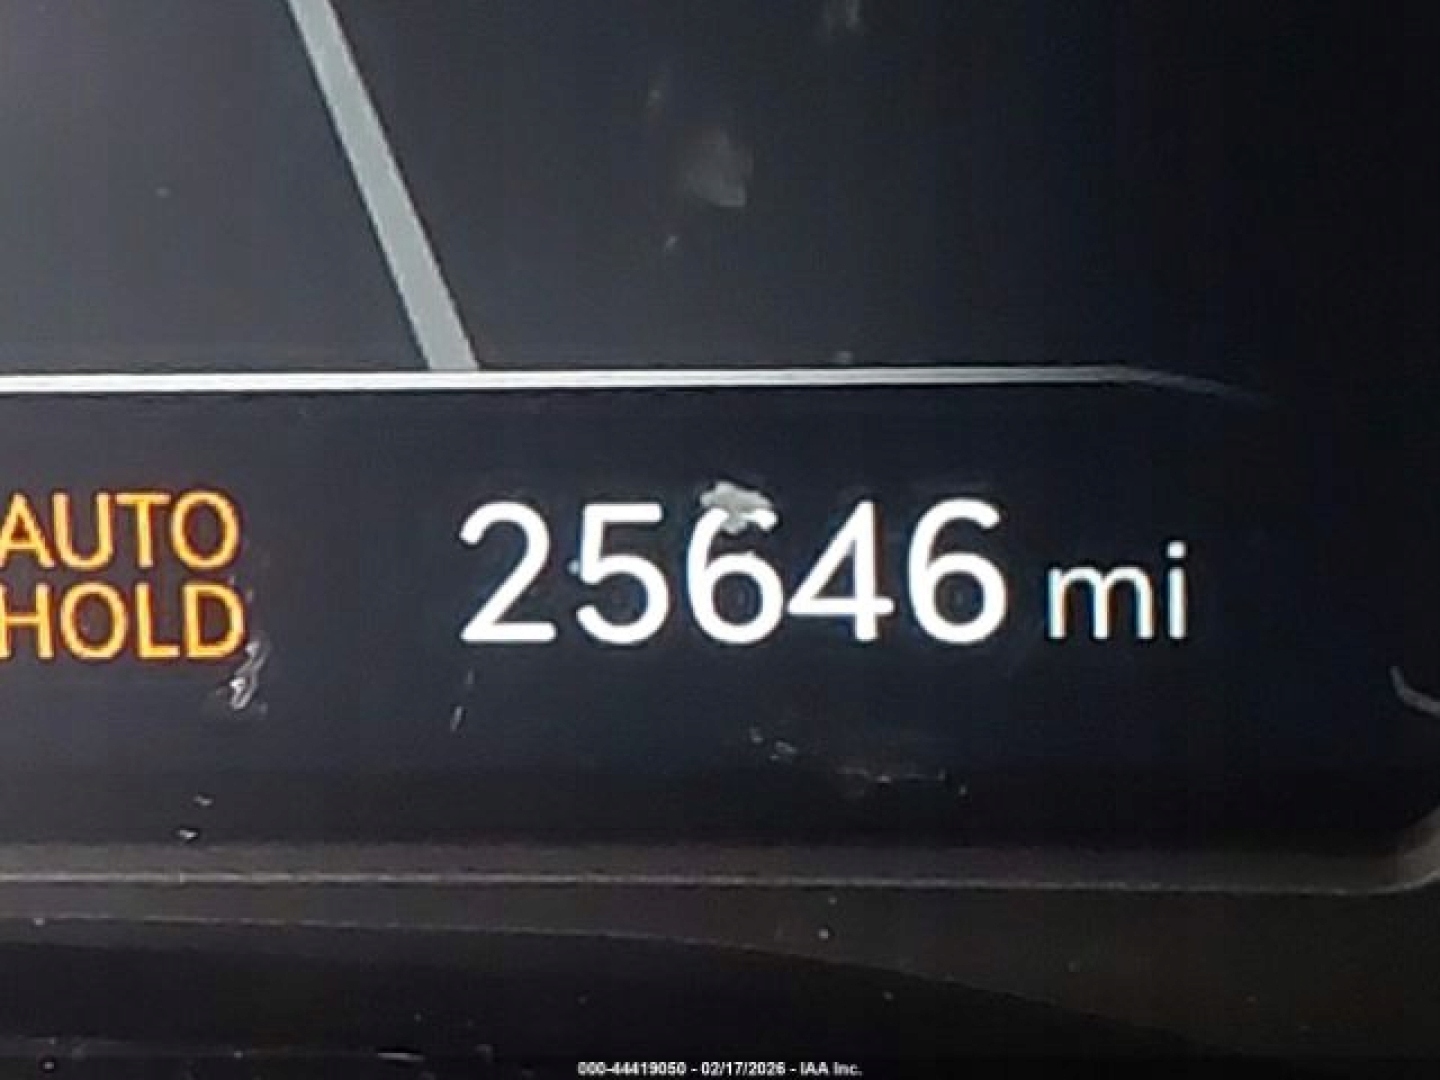 AUTO
HOLD
25646 mi
000-44419050 - 02/17/2026 - IAA Inc.